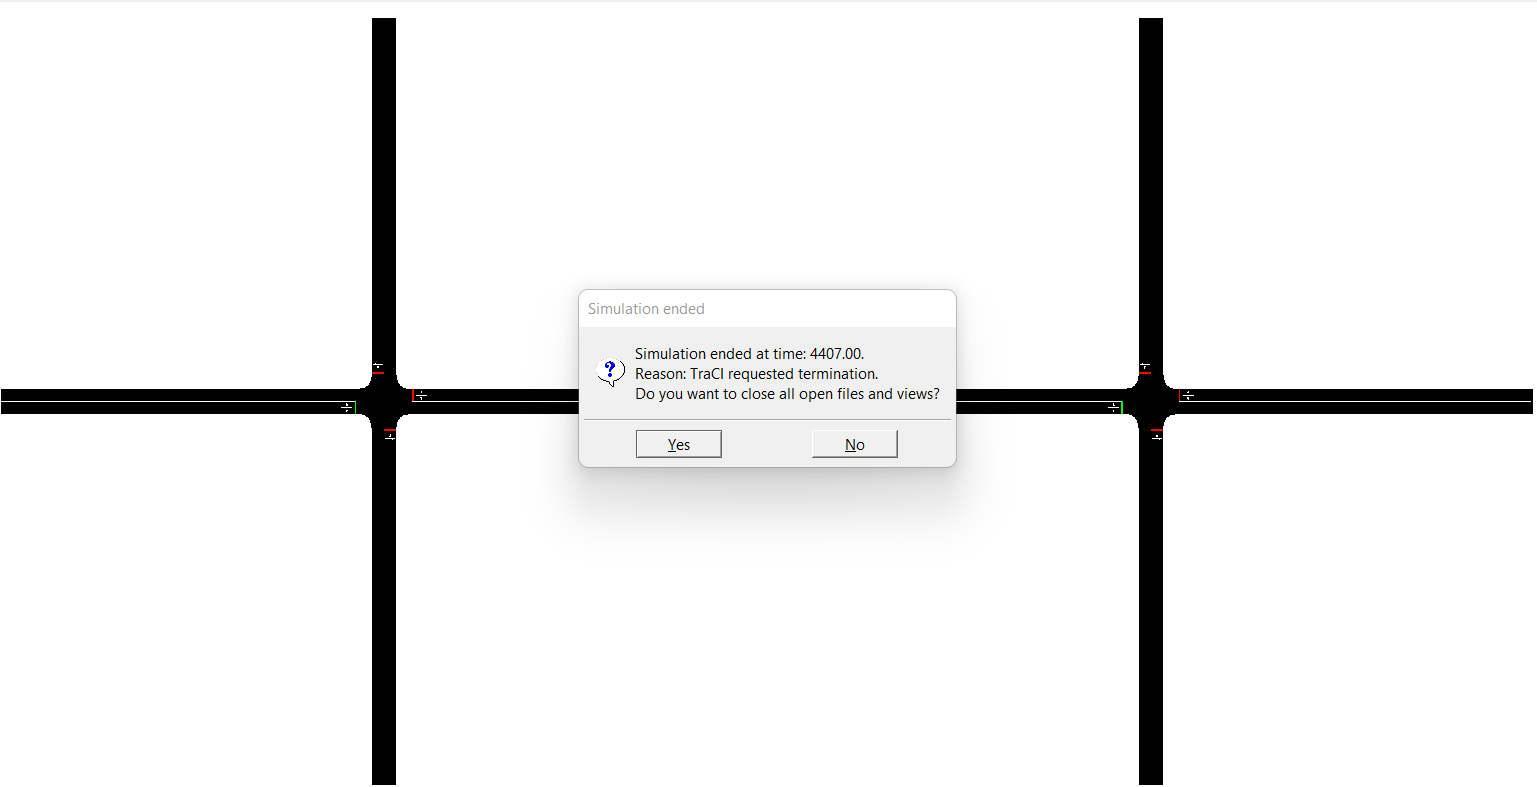 Simulation ended
Simulation ended at time: 4407.00.
Reason: TraCI requested termination.
Do you want to close all open files and views?
Yes
No